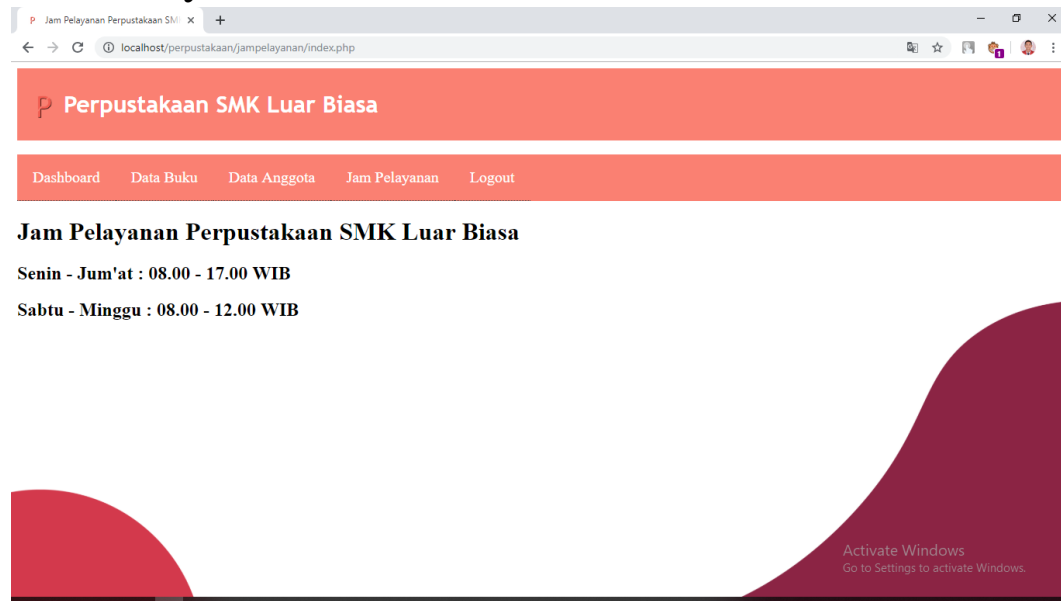 P Jam Pelayanan Perpustakaan SM
localhost/perpustakaan/jampelayanan/index.php
1
P Perpustakaan SMK Luar Biasa
Dashboard Data Buku Data Anggota Jam Pelayanan Logout
Jam Pelayanan Perpustakaan SMK Luar Biasa
Senin - Jum'at : 08.00 - 17.00 WIB
Sabtu - Minggu : 08.00 - 12.00 WIB
Activate Windows
Go to Settings to activate Windows.